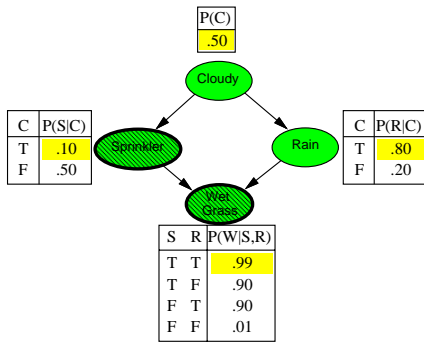 P(C)
.50
Cloudy
C P(S|C)
T .10
F .50
Sprinkler
Rain
C P(R|C)
T .80
F .20
Wet
Grass
S R P(W|S,R)
T T .99
T F .90
F T .90
F F .01